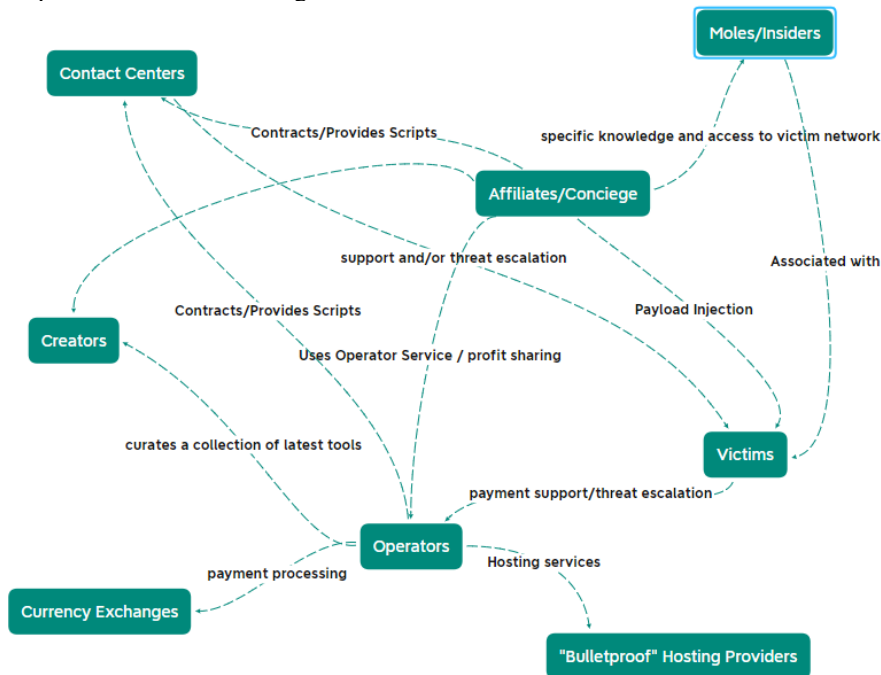 Moles/Insiders
Contact Centers
Contracts/Provides Scripts
specific knowledge and access to victim network
Affiliates/Conciege
support and/or threat escalation
Associated with
Contracts/Provides Scripts
Payload Injection
Creators
Uses Operator Service / profit sharing
curates a collection of latest tools
Victims
payment support/threat escalation
Operators
Hosting services
payment processing
Currency Exchanges
"Bulletproof" Hosting Providers